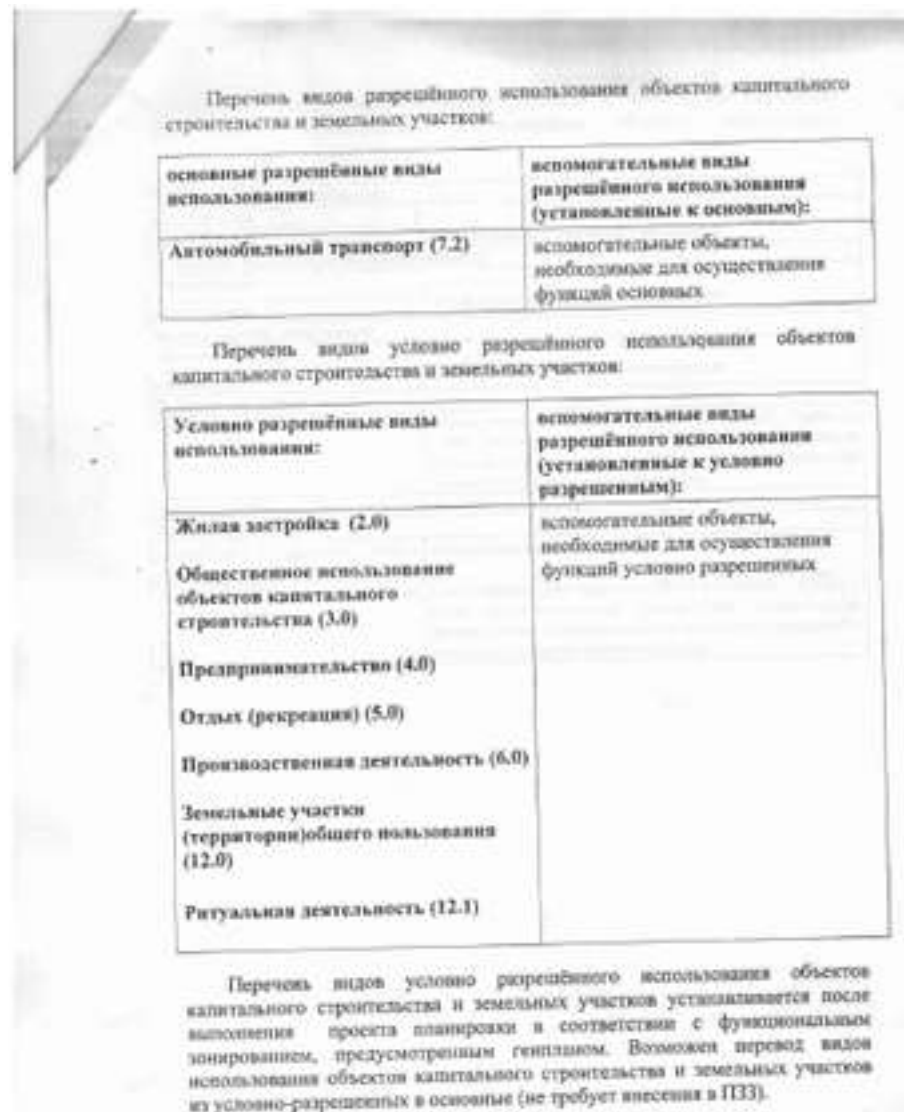 Перечень видов разрешённого использования объектов капитального
строительства и земельных участков:
основные разрешённые виды
использования:
вспомогательные виды
разрешённого использования
(установленные к основным):
Автомобильный транспорт (7.2)
вспомогательные объекты,
необходимые для осуществления
функций основных
Перечень видов условно разрешённого использования объектов
капитального строительства и земельных участков:
Условно разрешённые виды
использования:
вспомогательные виды
разрешённого использования
(установленные к условно
разрешенным):
Жилая застройка (2.0)
Общественное использование
объектов капитального
строительства (3.0)
Предпринимательство (4.0)
Отдых (рекреация) (5.0)
Производственная деятельность (6.0)
Земельные участки
(территории)общего пользования
(12.0)
Ритуальная деятельность (12.1)
вспомогательные объекты,
необходимые для осуществления
функций условно разрешенных
Перечень видов условно разрешённого использования объектов
капитального строительства и земельных участков устанавливается после
выполнения проекта планировки в соответствии с функциональным
зонированием, предусмотренным генпланом. Возможен перевод видов
использования объектов капитального строительства и земельных участков
из условно-разрешенных в основные (не требует внесения в ПЗЗ).